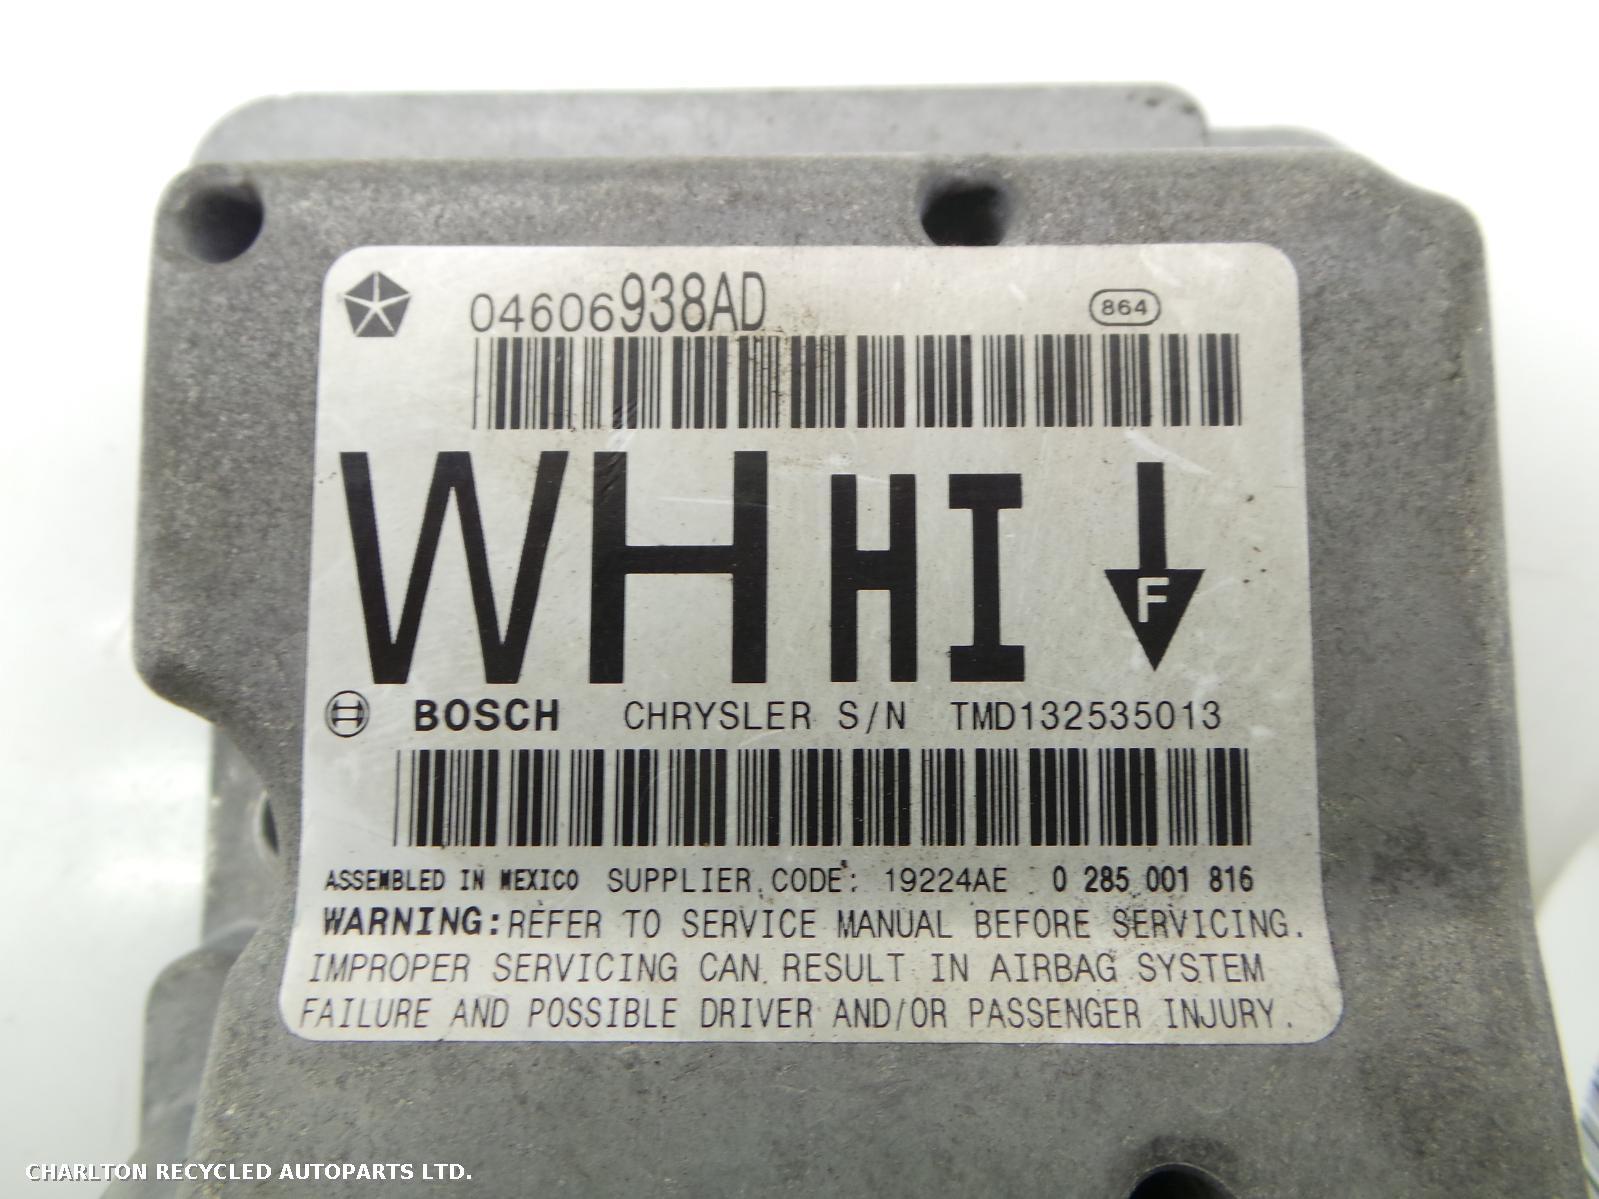 04606938AD 864
WH HI F
BOSCH CHRYSLER S/N TMD132535013
ASSEMBLED IN MEXICO SUPPLIER CODE: 19224AE 0 285 001 816
WARNING: REFER TO SERVICE MANUAL BEFORE SERVICING.
IMPROPER SERVICING CAN RESULT IN AIRBAG SYSTEM
FAILURE AND POSSIBLE DRIVER AND/OR PASSENGER INJURY.
CHARLTON RECYCLED AUTOPARTS LTD.